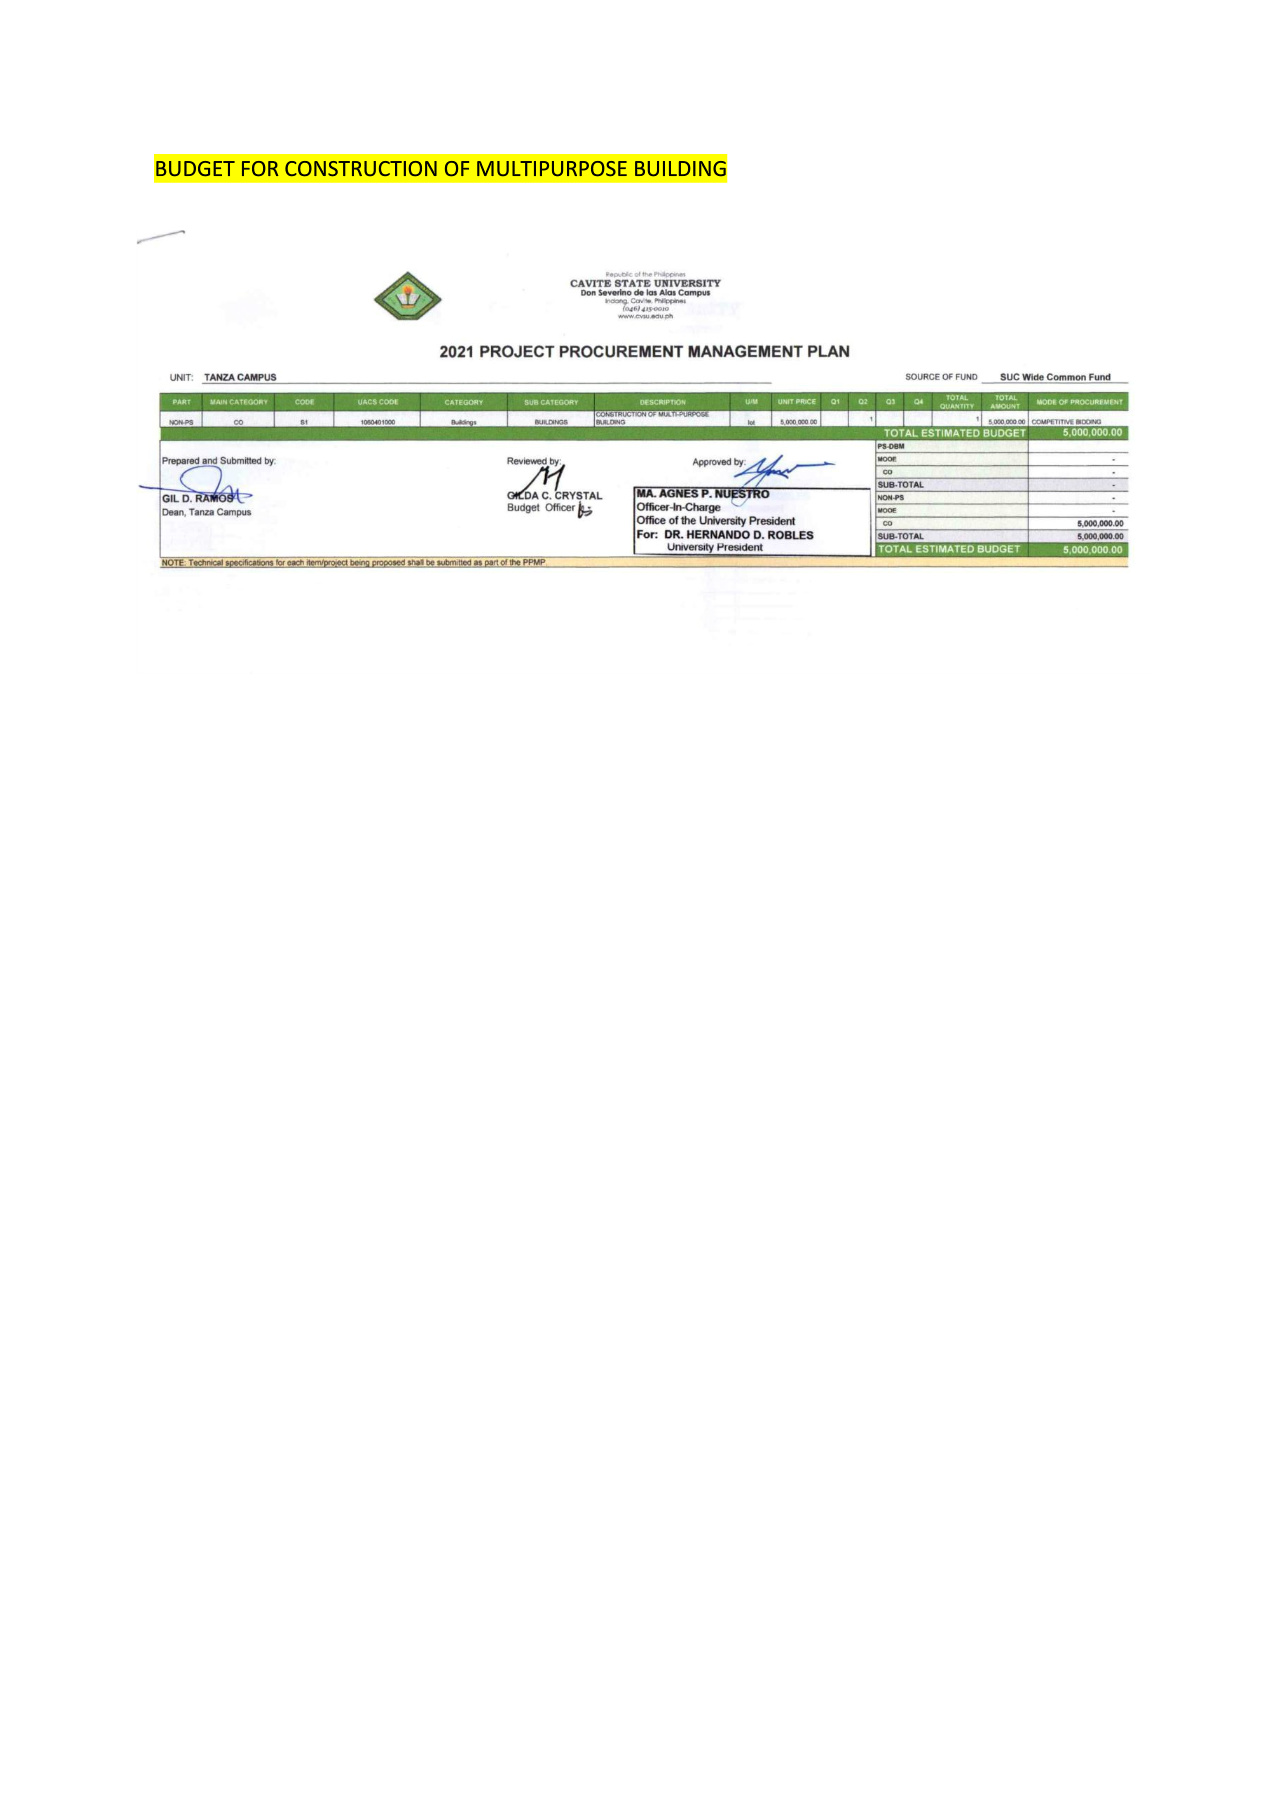 BUDGET FOR CONSTRUCTION OF MULTIPURPOSE BUILDING
Republic of the Philippines
CAVITE STATE UNIVERSITY
Don Severino de las Alas Campus
Indang, Cavite, Philippines
(046) 415-0010
www.cvsu.edu.ph
2021 PROJECT PROCUREMENT MANAGEMENT PLAN
UNIT: TANZA CAMPUS SOURCE OF FUND SUC Wide Common Fund
PART MAIN CATEGORY CODE UACS CODE CATEGORY SUB CATEGORY DESCRIPTION U/M UNIT PRICE Q1 Q2 Q3 Q4 TOTAL QUANTITY TOTAL AMOUNT MODE OF PROCUREMENT
NON-PS CO 51 1060401000 Buildings BUILDINGS CONSTRUCTION OF MULTI-PURPOSE BUILDING lot 5,000,000.00 1 1 5,000,000.00 COMPETITIVE BIDDING
TOTAL ESTIMATED BUDGET 5,000,000.00
Prepared and Submitted by:
GIL D. RAMOS
Dean, Tanza Campus
Reviewed by:
GILDA C. CRYSTAL
Budget Officer
Approved by:
MA. AGNES P. NUESTRO
Officer-In-Charge
Office of the University President
For: DR. HERNANDO D. ROBLES
University President
PS-DBM
MOOE -
CO -
SUB-TOTAL -
NON-PS -
MOOE -
CO 5,000,000.00
SUB-TOTAL 5,000,000.00
TOTAL ESTIMATED BUDGET 5,000,000.00
NOTE: Technical specifications for each item/project being proposed shall be submitted as part of the PPMP.